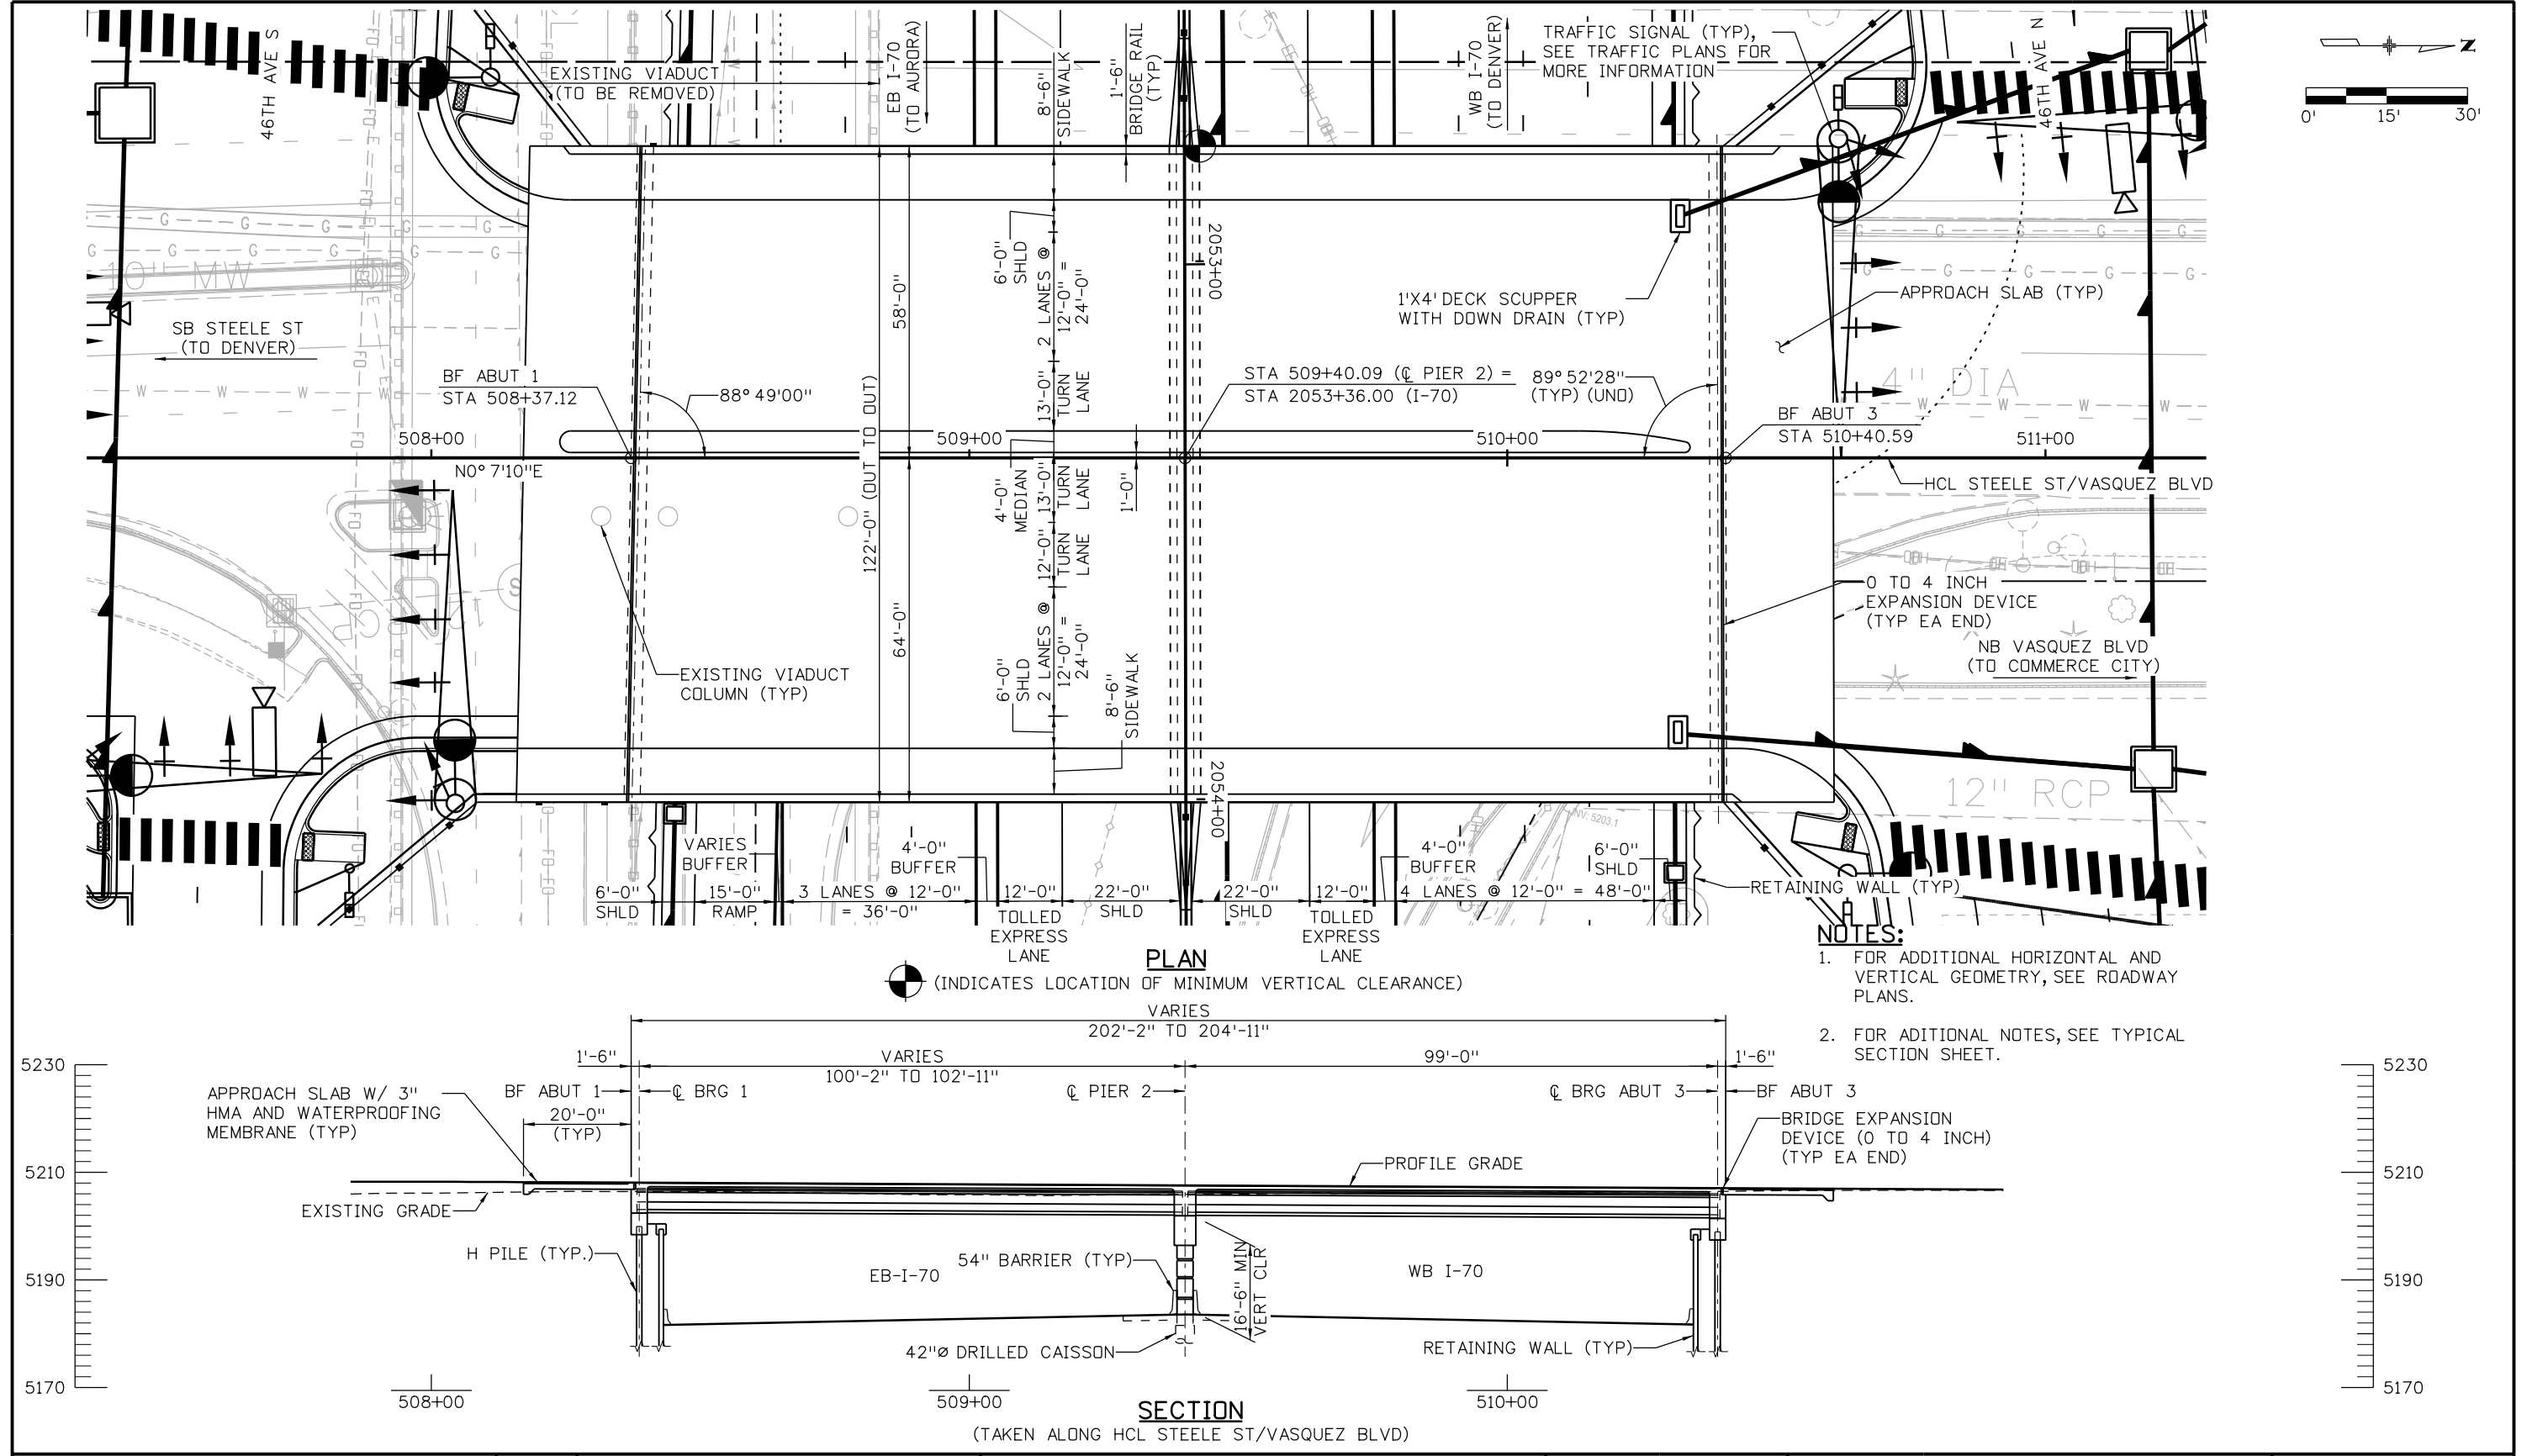 46TH AVE S
EXISTING VIADUCT
(TO BE REMOVED)
EB I-70
(TO AURORA)
8'-6"
SIDEWALK
1'-6"
BRIDGE RAIL
(TYP)
WB I-70
(TO DENVER)
TRAFFIC SIGNAL (TYP),
SEE TRAFFIC PLANS FOR
MORE INFORMATION
46TH AVE N
N
0'
15'
30'
G
G
G
G
G
G
G
G
10" MW
SB STEELE ST
(TO DENVER)
W
W
W
W
58'-0"
6'-0"
SHLD
2 LANES @
12'-0" =
24'-0"
2053+00
1'X4' DECK SCUPPER
WITH DOWN DRAIN (TYP)
G
G
G
G
G
APPROACH SLAB (TYP)
4" DIA
W
W
W
W
BF ABUT 1
STA 508+37.12
88° 49'00"
122'-0" (OUT TO OUT)
13'-0"
TURN
LANE
STA 509+40.09 (℄ PIER 2) =
STA 2053+36.00 (I-70)
89° 52'28"
(TYP) (UNO)
BF ABUT 3
STA 510+40.59
508+00
509+00
510+00
511+00
N0° 7'10"E
4'-0"
MEDIAN
13'-0"
TURN
LANE
1'-0"
HCL STEELE ST/VASQUEZ BLVD
12'-0"
TURN
LANE
0 TO 4 INCH
EXPANSION DEVICE
(TYP EA END)
64'-0"
2 LANES @
12'-0" =
24'-0"
6'-0"
SHLD
8'-6"
SIDEWALK
EXISTING VIADUCT
COLUMN (TYP)
NB VASQUEZ BLVD
(TO COMMERCE CITY)
2054+00
12" RCP
INV. 5203.1
VARIES
BUFFER
4'-0"
BUFFER
4'-0"
BUFFER
6'-0"
SHLD
6'-0"
SHLD
15'-0"
RAMP
3 LANES @ 12'-0"
= 36'-0"
12'-0"
TOLLED
EXPRESS
LANE
22'-0"
SHLD
22'-0"
SHLD
12'-0"
TOLLED
EXPRESS
LANE
4 LANES @ 12'-0" = 48'-0"
RETAINING WALL (TYP)
PLAN
(INDICATES LOCATION OF MINIMUM VERTICAL CLEARANCE)
NOTES:
1. FOR ADDITIONAL HORIZONTAL AND
VERTICAL GEOMETRY, SEE ROADWAY
PLANS.
2. FOR ADITIONAL NOTES, SEE TYPICAL
SECTION SHEET.
VARIES
202'-2" TO 204'-11"
1'-6"
VARIES
100'-2" TO 102'-11"
99'-0"
1'-6"
BF ABUT 1
℄ BRG 1
℄ PIER 2
℄ BRG ABUT 3
BF ABUT 3
5230
5210
5190
5170
5230
5210
5190
5170
APPROACH SLAB W/ 3"
HMA AND WATERPROOFING
MEMBRANE (TYP)
20'-0"
(TYP)
BRIDGE EXPANSION
DEVICE (0 TO 4 INCH)
(TYP EA END)
PROFILE GRADE
EXISTING GRADE
H PILE (TYP.)
54" BARRIER (TYP)
EB-I-70
16'-6" MIN
VERT CLR
WB I-70
42"ø DRILLED CAISSON
RETAINING WALL (TYP)
508+00
509+00
510+00
SECTION
(TAKEN ALONG HCL STEELE ST/VASQUEZ BLVD)